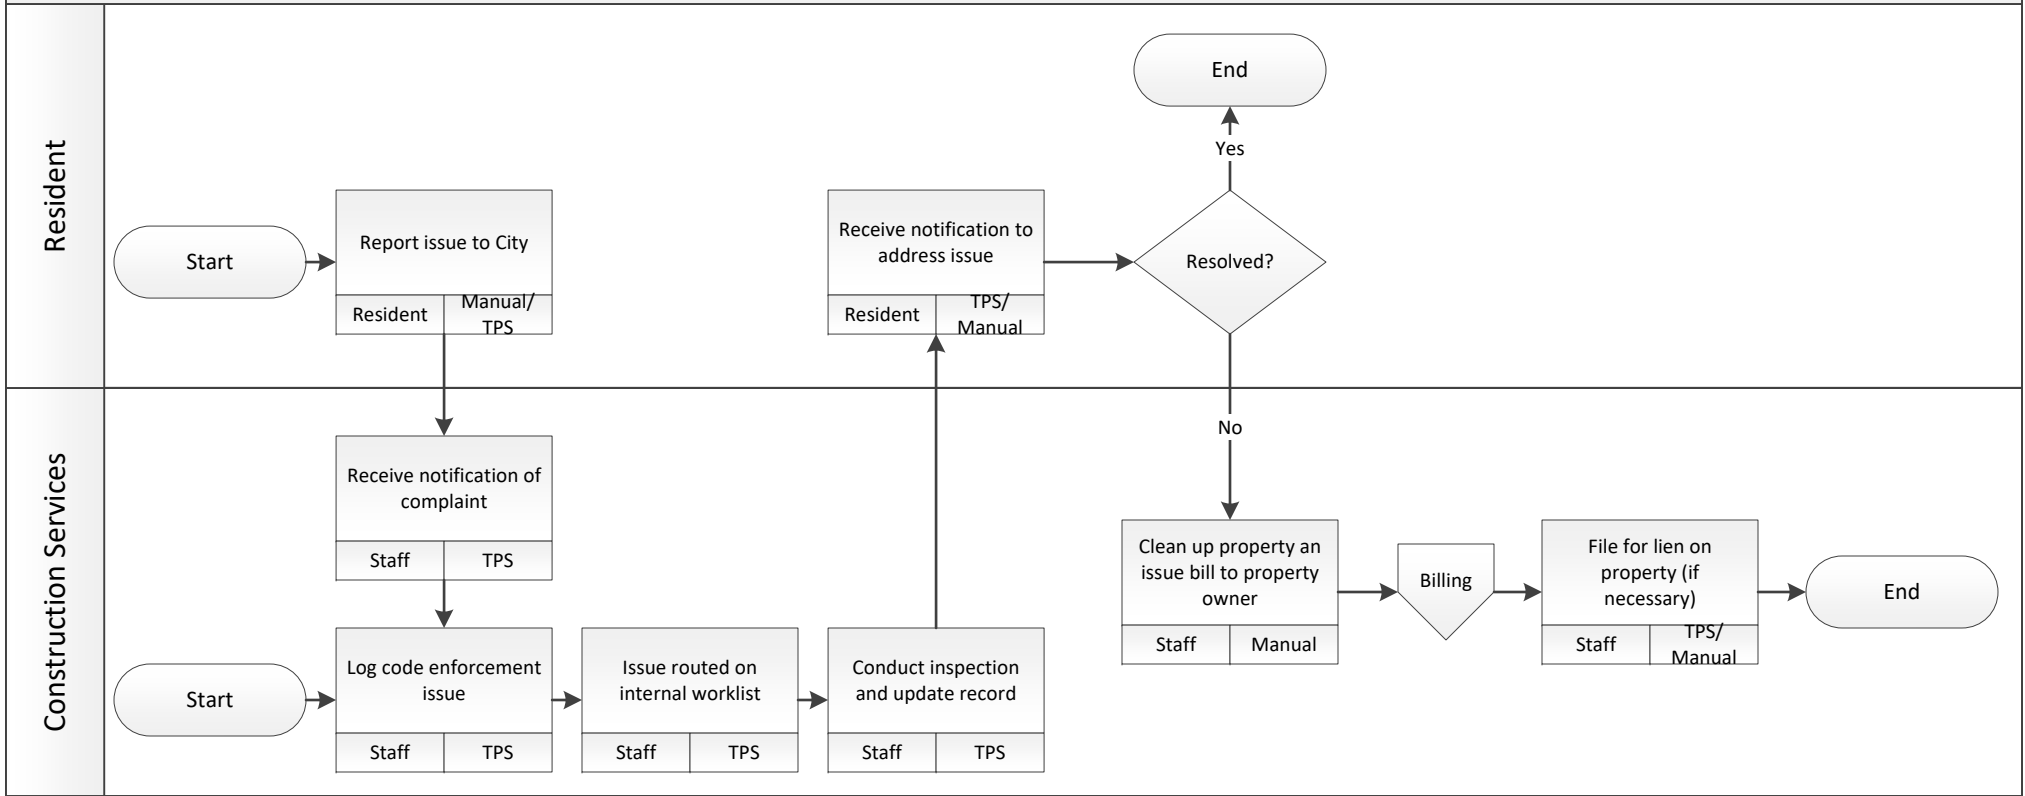 Resident
End
Yes
Start
Report issue to City
Resident
Manual/
TPS
Receive notification to
address issue
Resident
TPS/
Manual
Resolved?
No
Construction Services
Receive notification of
complaint
Staff
TPS
Start
Log code enforcement
issue
Staff
TPS
Issue routed on
internal worklist
Staff
TPS
Conduct inspection
and update record
Staff
TPS
Clean up property an
issue bill to property
owner
Staff
Manual
Billing
File for lien on
property (if
necessary)
Staff
TPS/
Manual
End